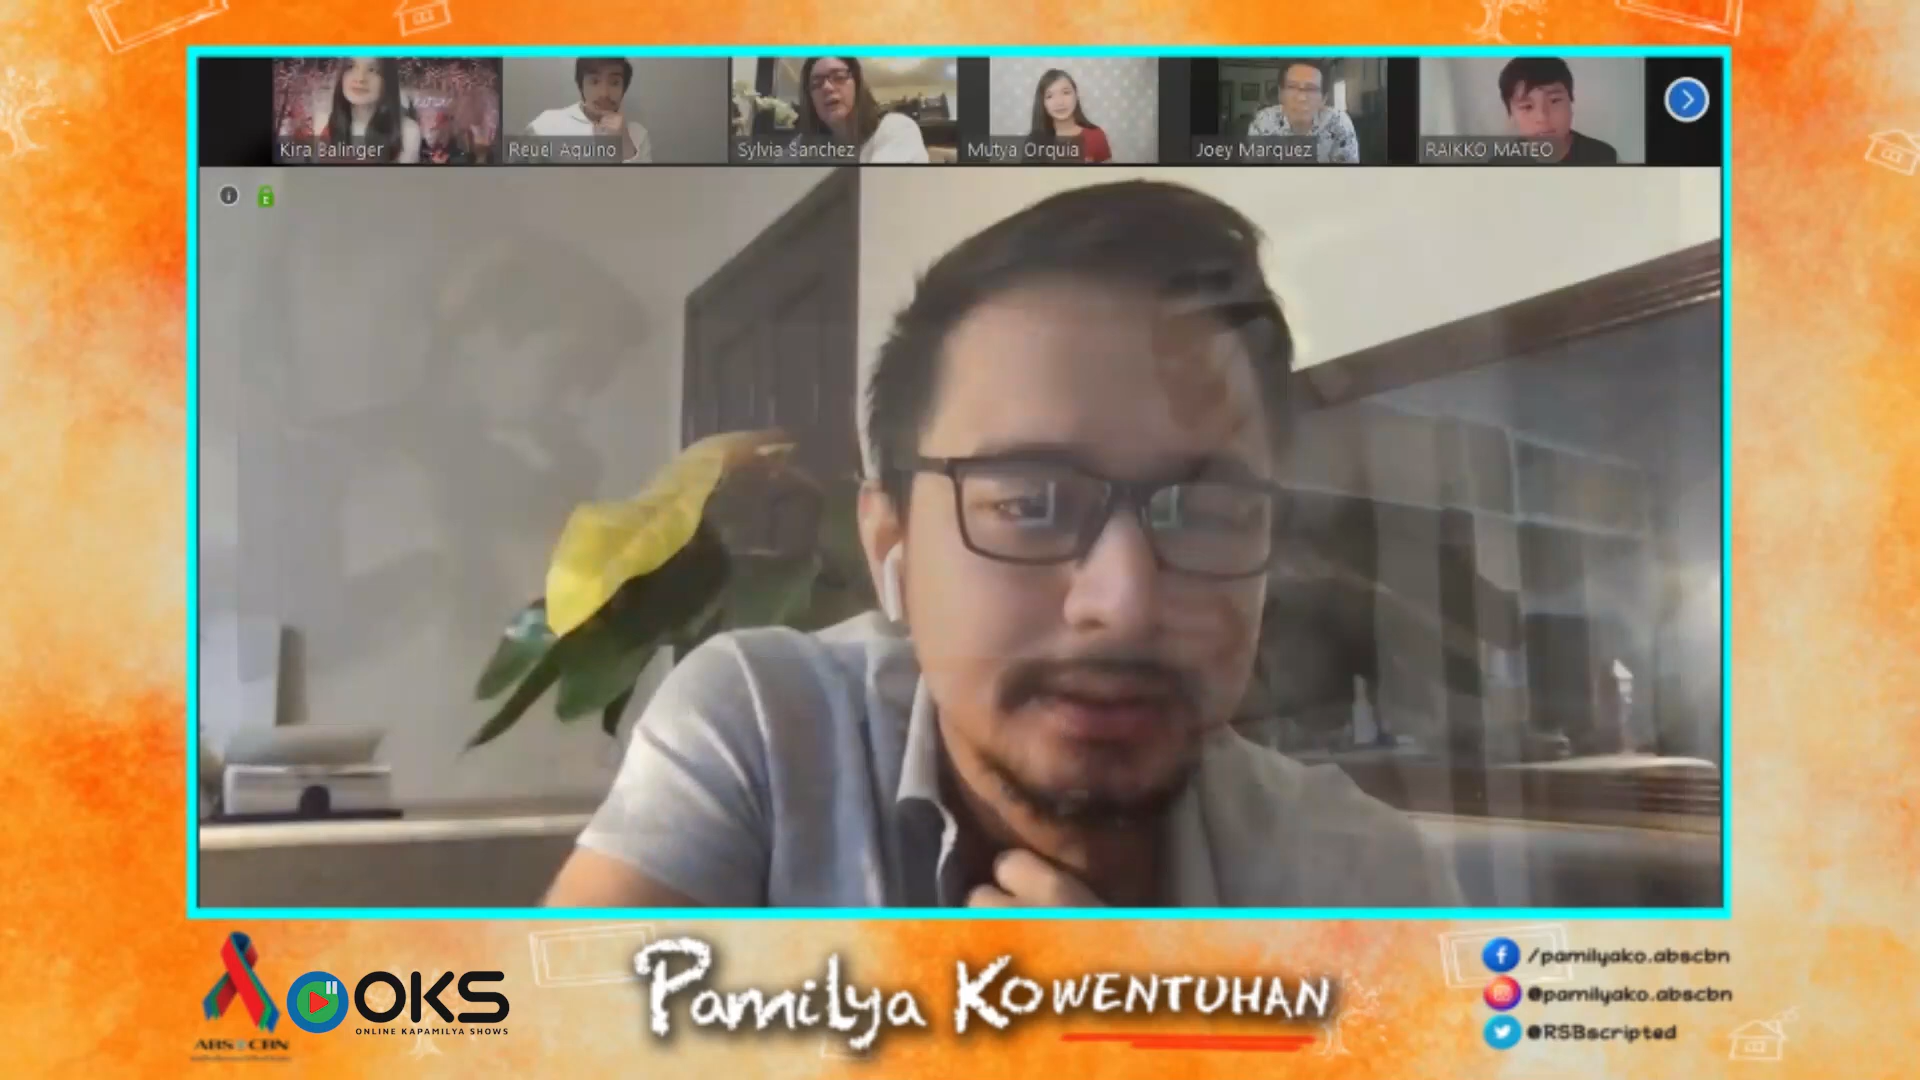 Kira Balinger
Reuel Aquino
Sylvia Sanchez
Mutya Orquia
Joey Marquez
RAIKKO MATEO
ABS-CBN
OKS
ONLINE KAPAMILYA SHOWS
Pamilya KOWENTUHAN
/pamilyako.abscbn
@pamilyako.abscbn
@RSBscripted